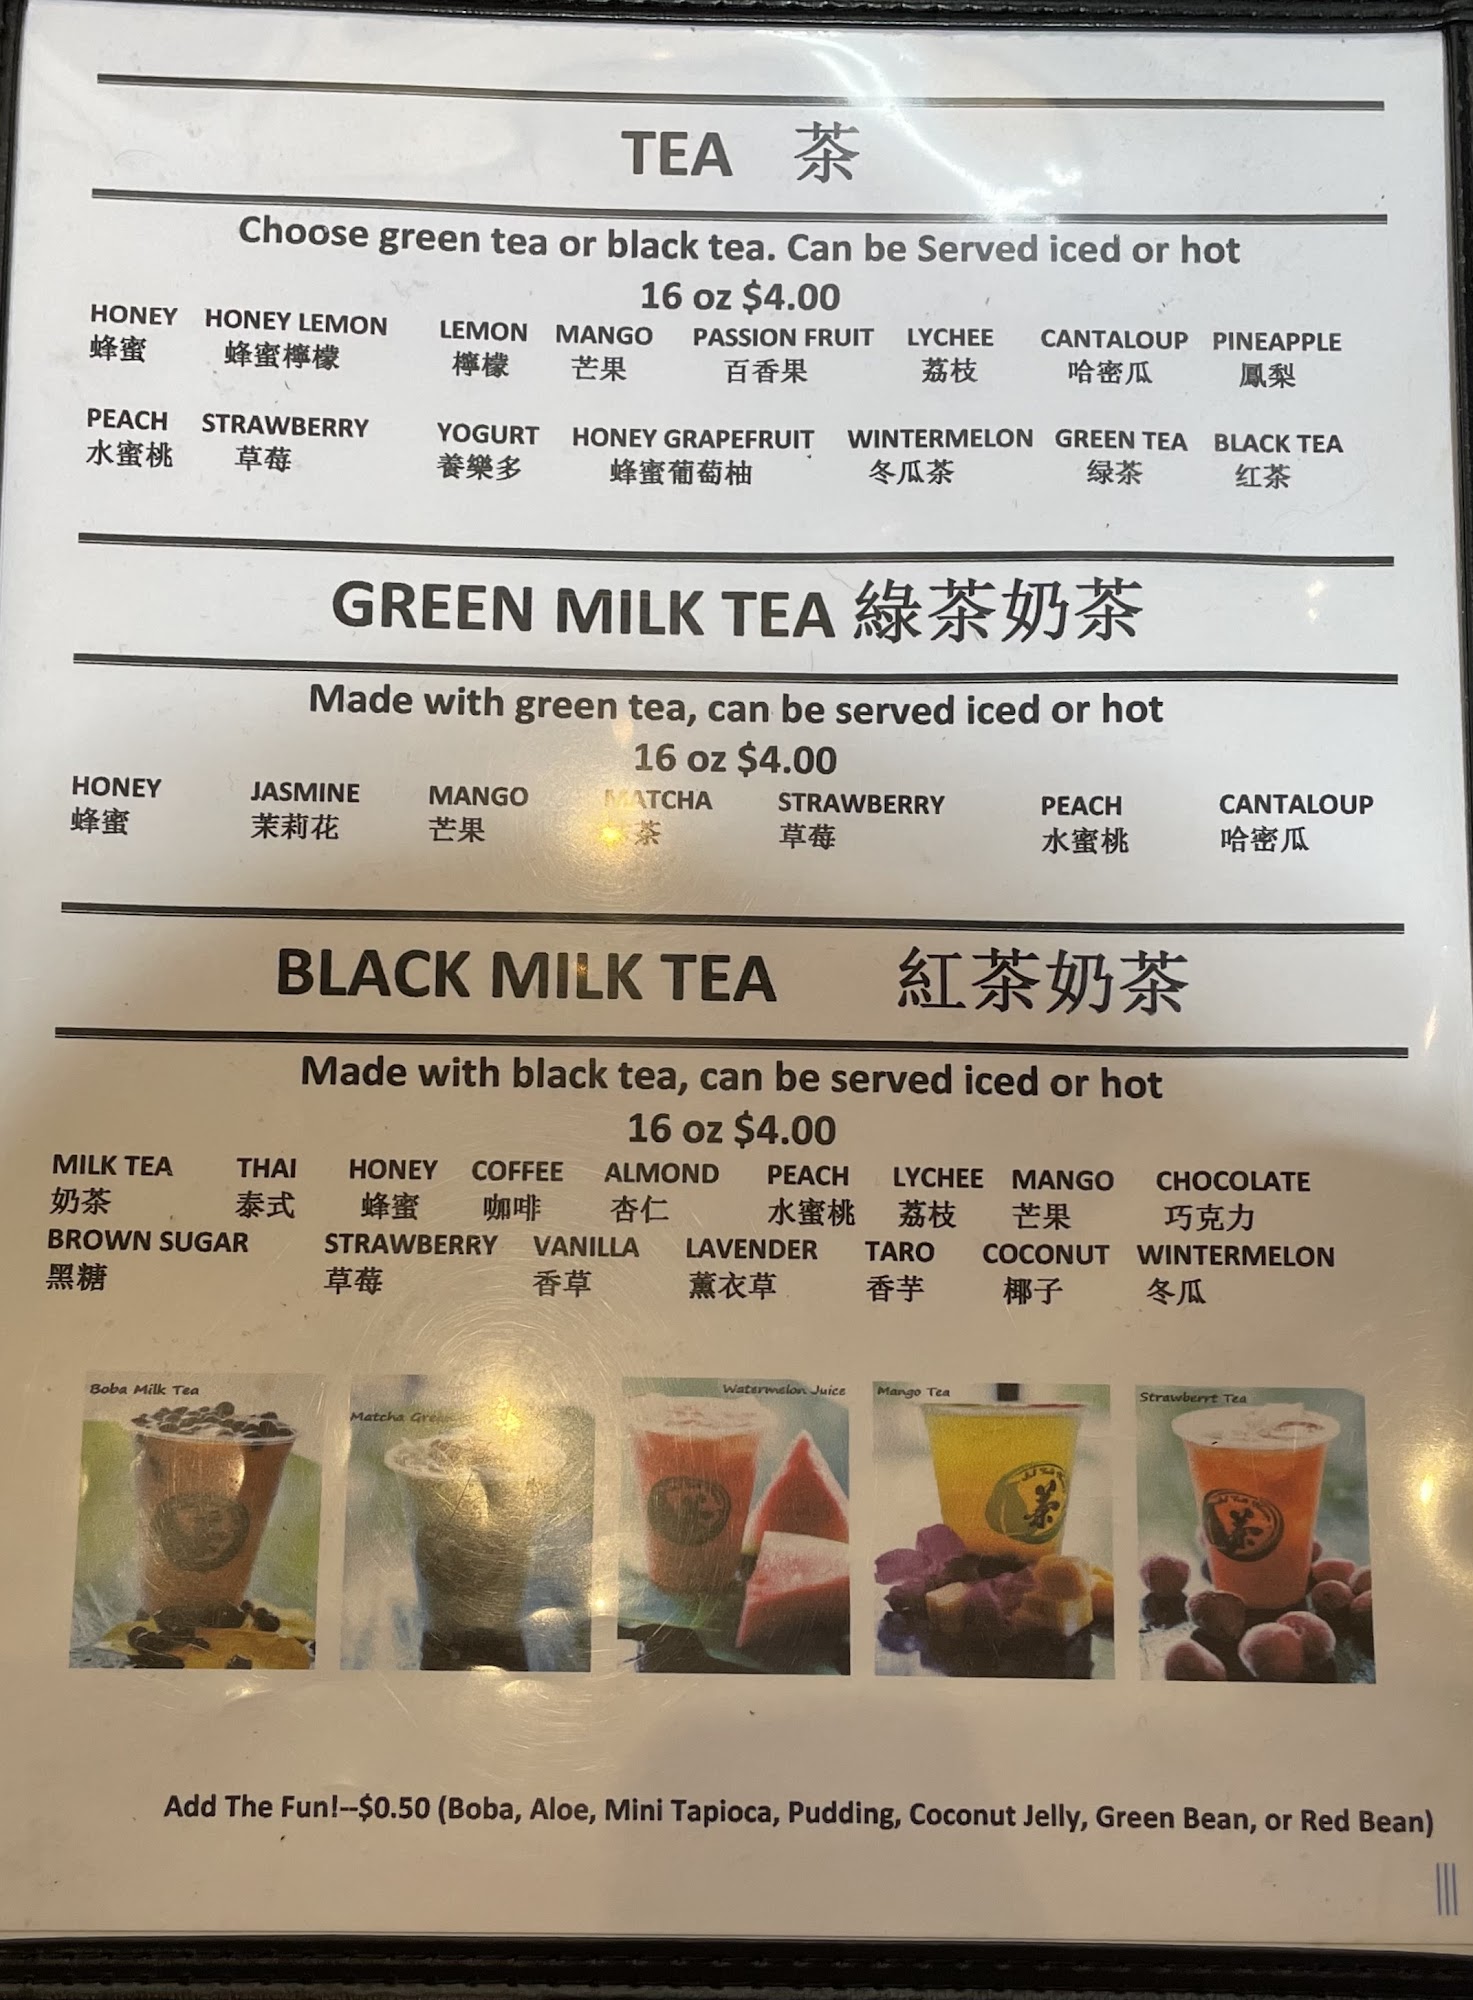 TEA 茶
Choose green tea or black tea. Can be Served iced or hot
16 oz $4.00
HONEY HONEY LEMON LEMON MANGO PASSION FRUIT LYCHEE CANTALOUP PINEAPPLE
蜂蜜 蜂蜜檸檬 檸檬 芒果 百香果 荔枝 哈密瓜 鳳梨
PEACH STRAWBERRY YOGURT HONEY GRAPEFRUIT WINTERMELON GREEN TEA BLACK TEA
水蜜桃 草莓 養樂多 蜂蜜葡萄柚 冬瓜茶 绿茶 红茶
GREEN MILK TEA 綠茶奶茶
Made with green tea, can be served iced or hot
16 oz $4.00
HONEY JASMINE MANGO MATCHA STRAWBERRY PEACH CANTALOUP
蜂蜜 茉莉花 芒果 茶 草莓 水蜜桃 哈密瓜
BLACK MILK TEA 紅茶奶茶
Made with black tea, can be served iced or hot
16 oz $4.00
MILK TEA THAI HONEY COFFEE ALMOND PEACH LYCHEE MANGO CHOCOLATE
奶茶 泰式 蜂蜜 咖啡 杏仁 水蜜桃 荔枝 芒果 巧克力
BROWN SUGAR STRAWBERRY VANILLA LAVENDER TARO COCONUT WINTERMELON
黑糖 草莓 香草 薰衣草 香芋 椰子 冬瓜
Boba Milk Tea
Matcha Green
Watermelon Juice
Mango Tea
Strawberrt Tea
茶
茶
Add The Fun!--$0.50 (Boba, Aloe, Mini Tapioca, Pudding, Coconut Jelly, Green Bean, or Red Bean)